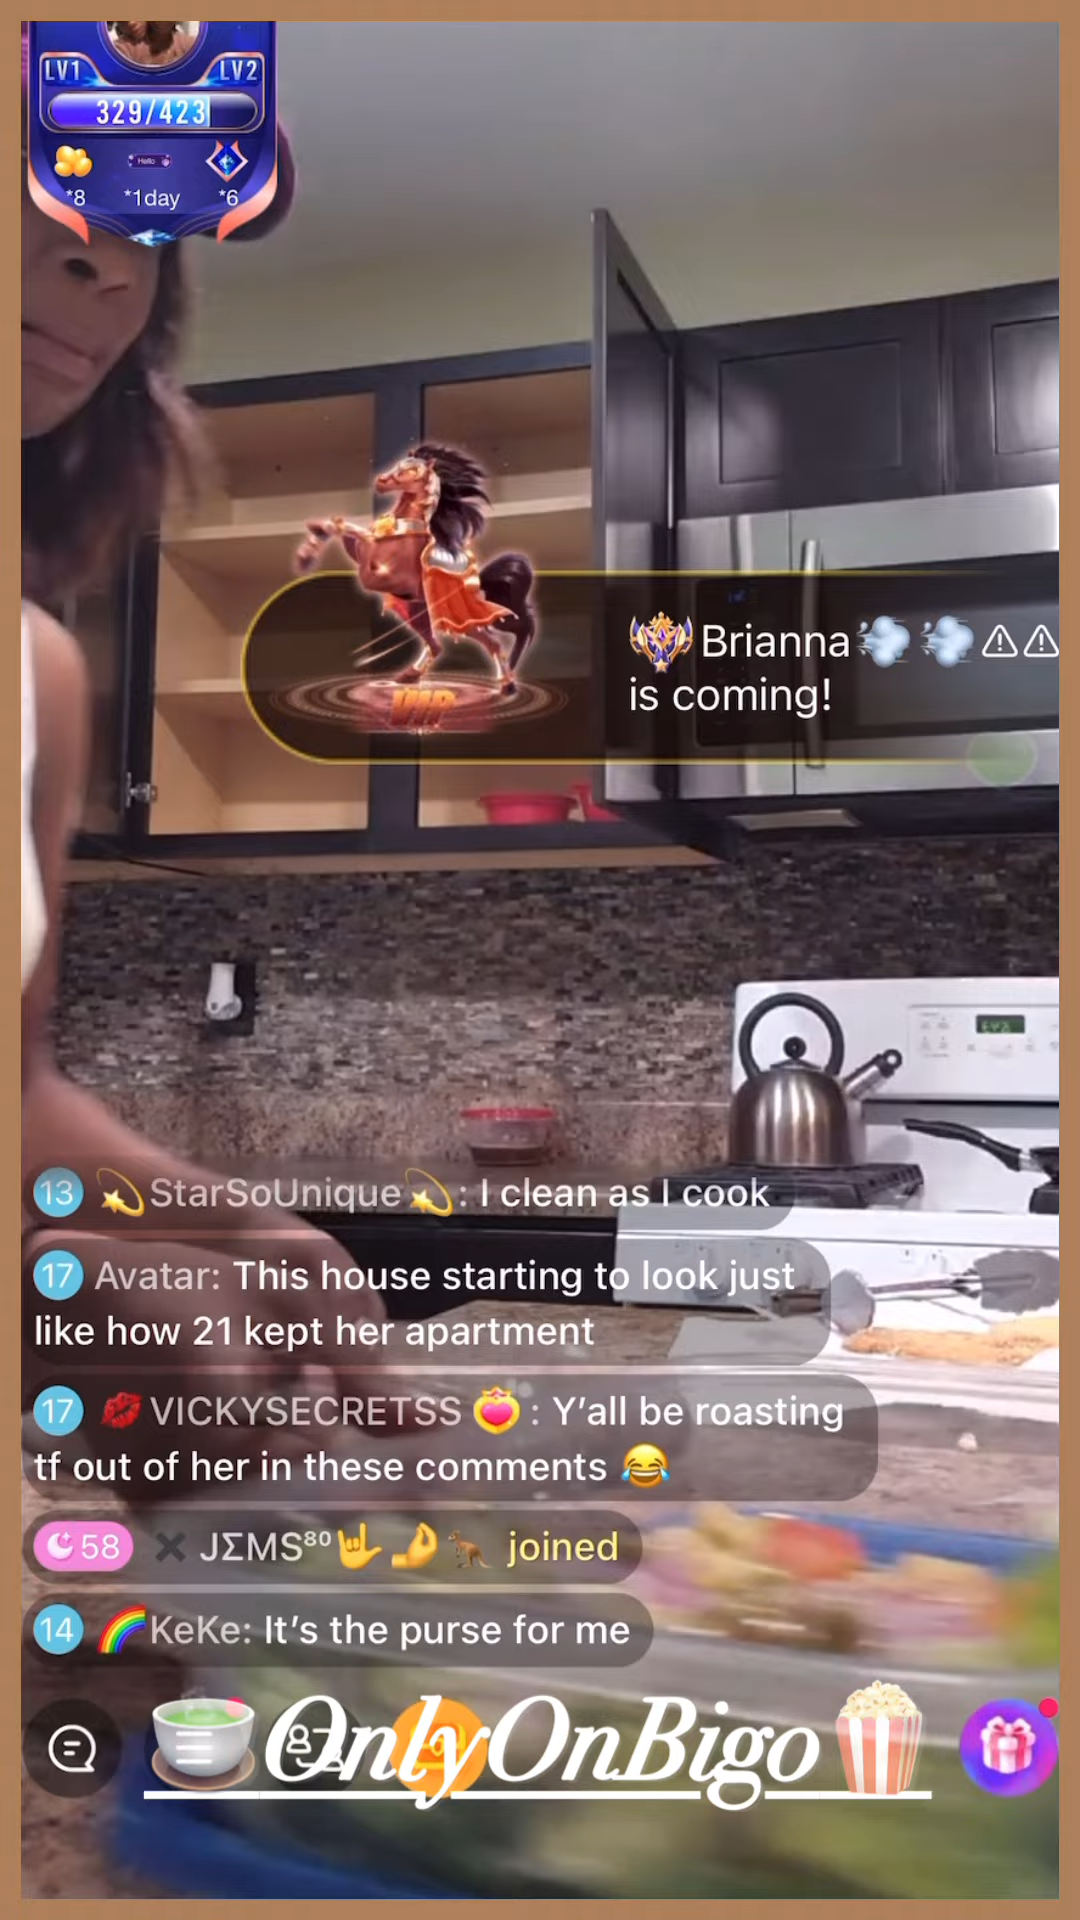 LV1 LV2
329/423
Hello
*8 *1day *6
Brianna💨💨⚠⚠
is coming!
VIP
13 💫StarSoUnique💫: I clean as I cook
17 Avatar: This house starting to look just
like how 21 kept her apartment
17 💋VICKYSECRETSS 💟: Y’all be roasting
tf out of her in these comments 😂
58 ✖ JΣMS⁸⁰🤟🤌🦘 joined
14 🌈KeKe: It’s the purse for me
🍵OnlyOnBigo🍿